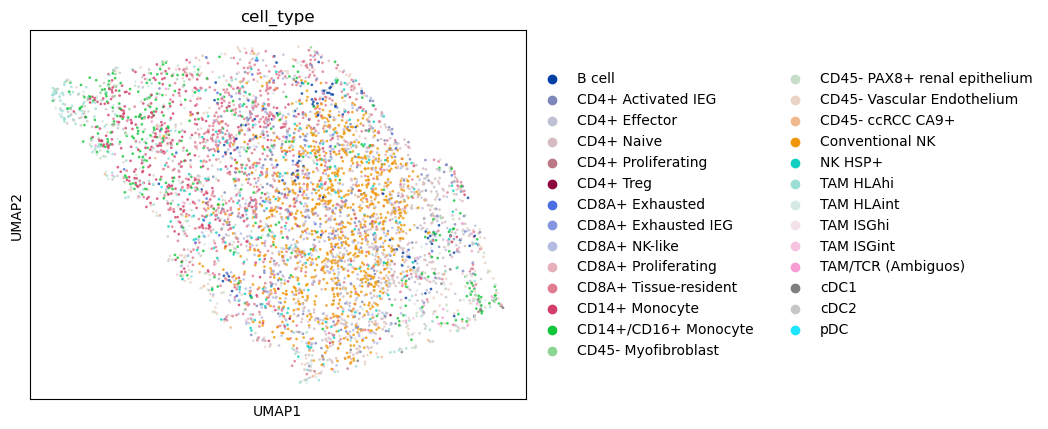 cell_type
UMAP2
UMAP1
B cell
CD4+ Activated IEG
CD4+ Effector
CD4+ Naive
CD4+ Proliferating
CD4+ Treg
CD8A+ Exhausted
CD8A+ Exhausted IEG
CD8A+ NK-like
CD8A+ Proliferating
CD8A+ Tissue-resident
CD14+ Monocyte
CD14+/CD16+ Monocyte
CD45- Myofibroblast
CD45- PAX8+ renal epithelium
CD45- Vascular Endothelium
CD45- ccRCC CA9+
Conventional NK
NK HSP+
TAM HLAhi
TAM HLAint
TAM ISGhi
TAM ISGint
TAM/TCR (Ambiguos)
cDC1
cDC2
pDC